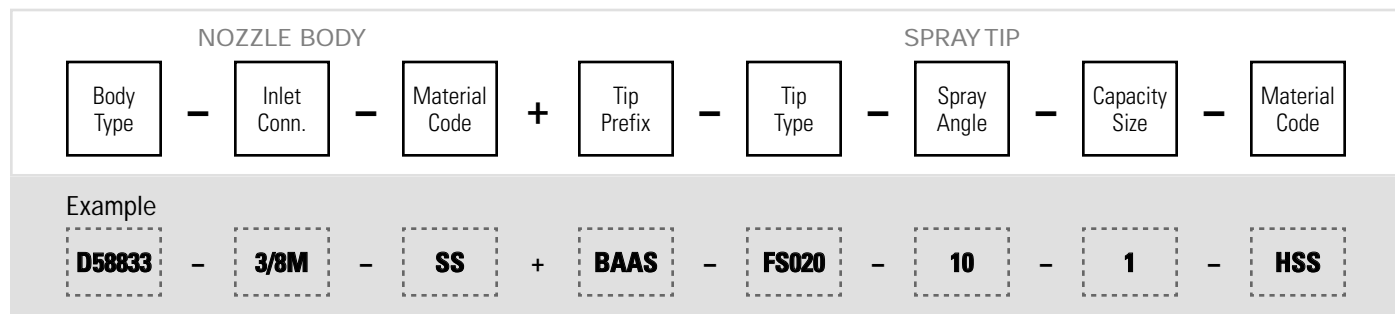 NOZZLE BODY SPRAY TIP
Body Type – Inlet Conn. – Material Code + Tip Prefix – Tip Type – Spray Angle – Capacity Size – Material Code
Example
D58833 – 3/8M – SS + BAAS – FS020 – 10 – 1 – HSS